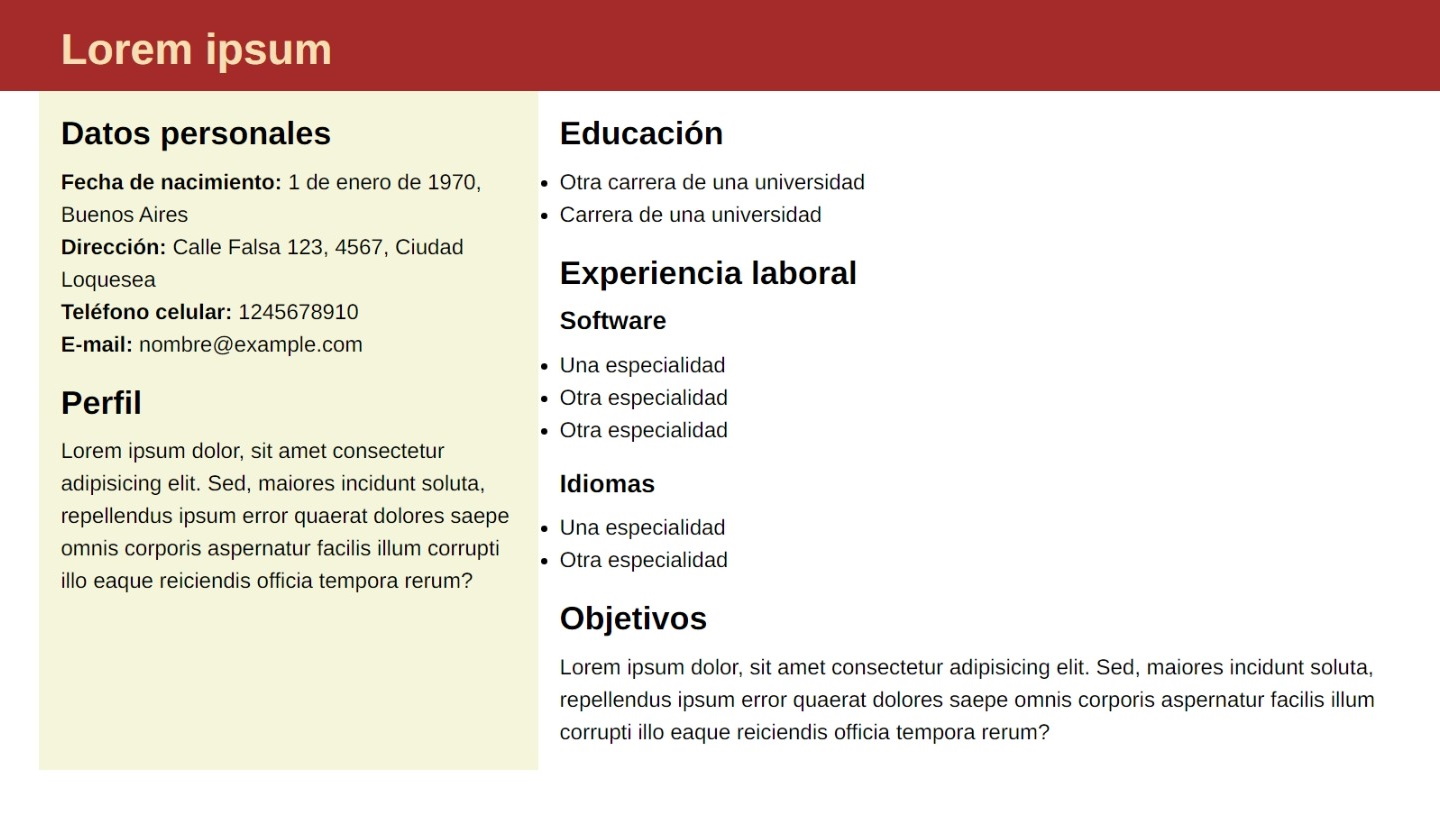 Lorem ipsum
Datos personales
Fecha de nacimiento: 1 de enero de 1970,
Buenos Aires
Dirección: Calle Falsa 123, 4567, Ciudad
Loquesea
Teléfono celular: 1245678910
E-mail: nombre@example.com
Perfil
Lorem ipsum dolor, sit amet consectetur
adipisicing elit. Sed, maiores incidunt soluta,
repellendus ipsum error quaerat dolores saepe
omnis corporis aspernatur facilis illum corrupti
illo eaque reiciendis officia tempora rerum?
Educación
• Otra carrera de una universidad
• Carrera de una universidad
Experiencia laboral
Software
• Una especialidad
• Otra especialidad
• Otra especialidad
Idiomas
• Una especialidad
• Otra especialidad
Objetivos
Lorem ipsum dolor, sit amet consectetur adipisicing elit. Sed, maiores incidunt soluta,
repellendus ipsum error quaerat dolores saepe omnis corporis aspernatur facilis illum
corrupti illo eaque reiciendis officia tempora rerum?